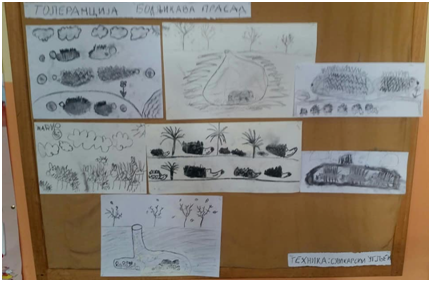 ТОЛЕРАНЦИЈА БОДЉИКАВА ПРАСАД
ТЕХНИКА: СЛИКАРСКИ УГЉЕН